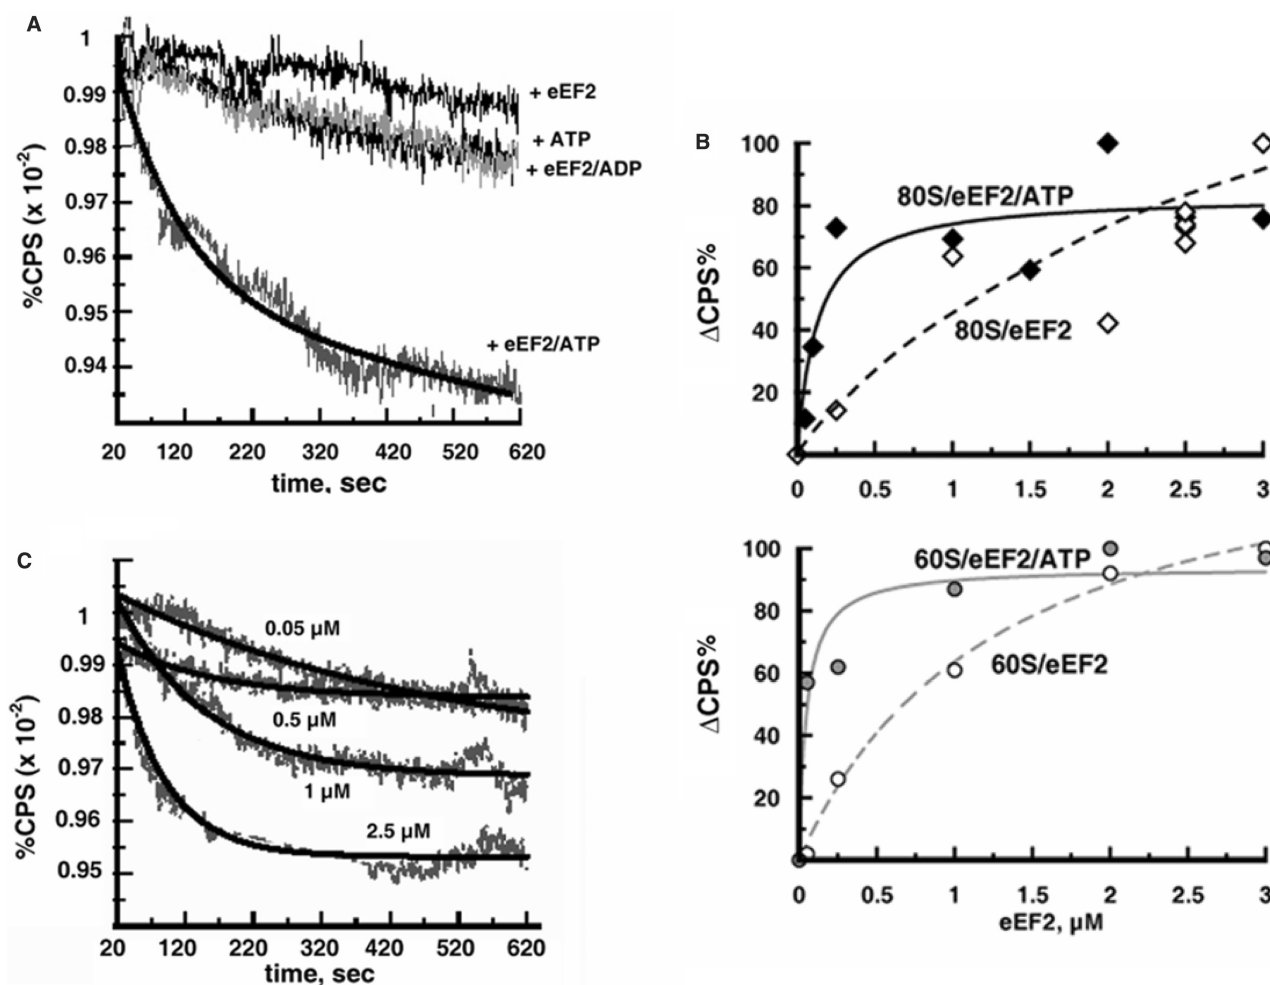 A
1
0.99
0.98
0.97
0.96
0.95
0.94
%CPS (x 10⁻²)
+ eEF2
+ ATP
+ eEF2/ADP
+ eEF2/ATP
20 120 220 320 420 520 620
time, sec
B
100
80
60
40
20
ΔCPS%
80S/eEF2/ATP
80S/eEF2
0 0.5 1 1.5 2 2.5 3
100
80
60
40
20
ΔCPS%
60S/eEF2/ATP
60S/eEF2
0 0.5 1 1.5 2 2.5 3
eEF2, µM
C
1
0.99
0.98
0.97
0.96
0.95
%CPS (x 10⁻²)
0.05 µM
0.5 µM
1 µM
2.5 µM
20 120 220 320 420 520 620
time, sec